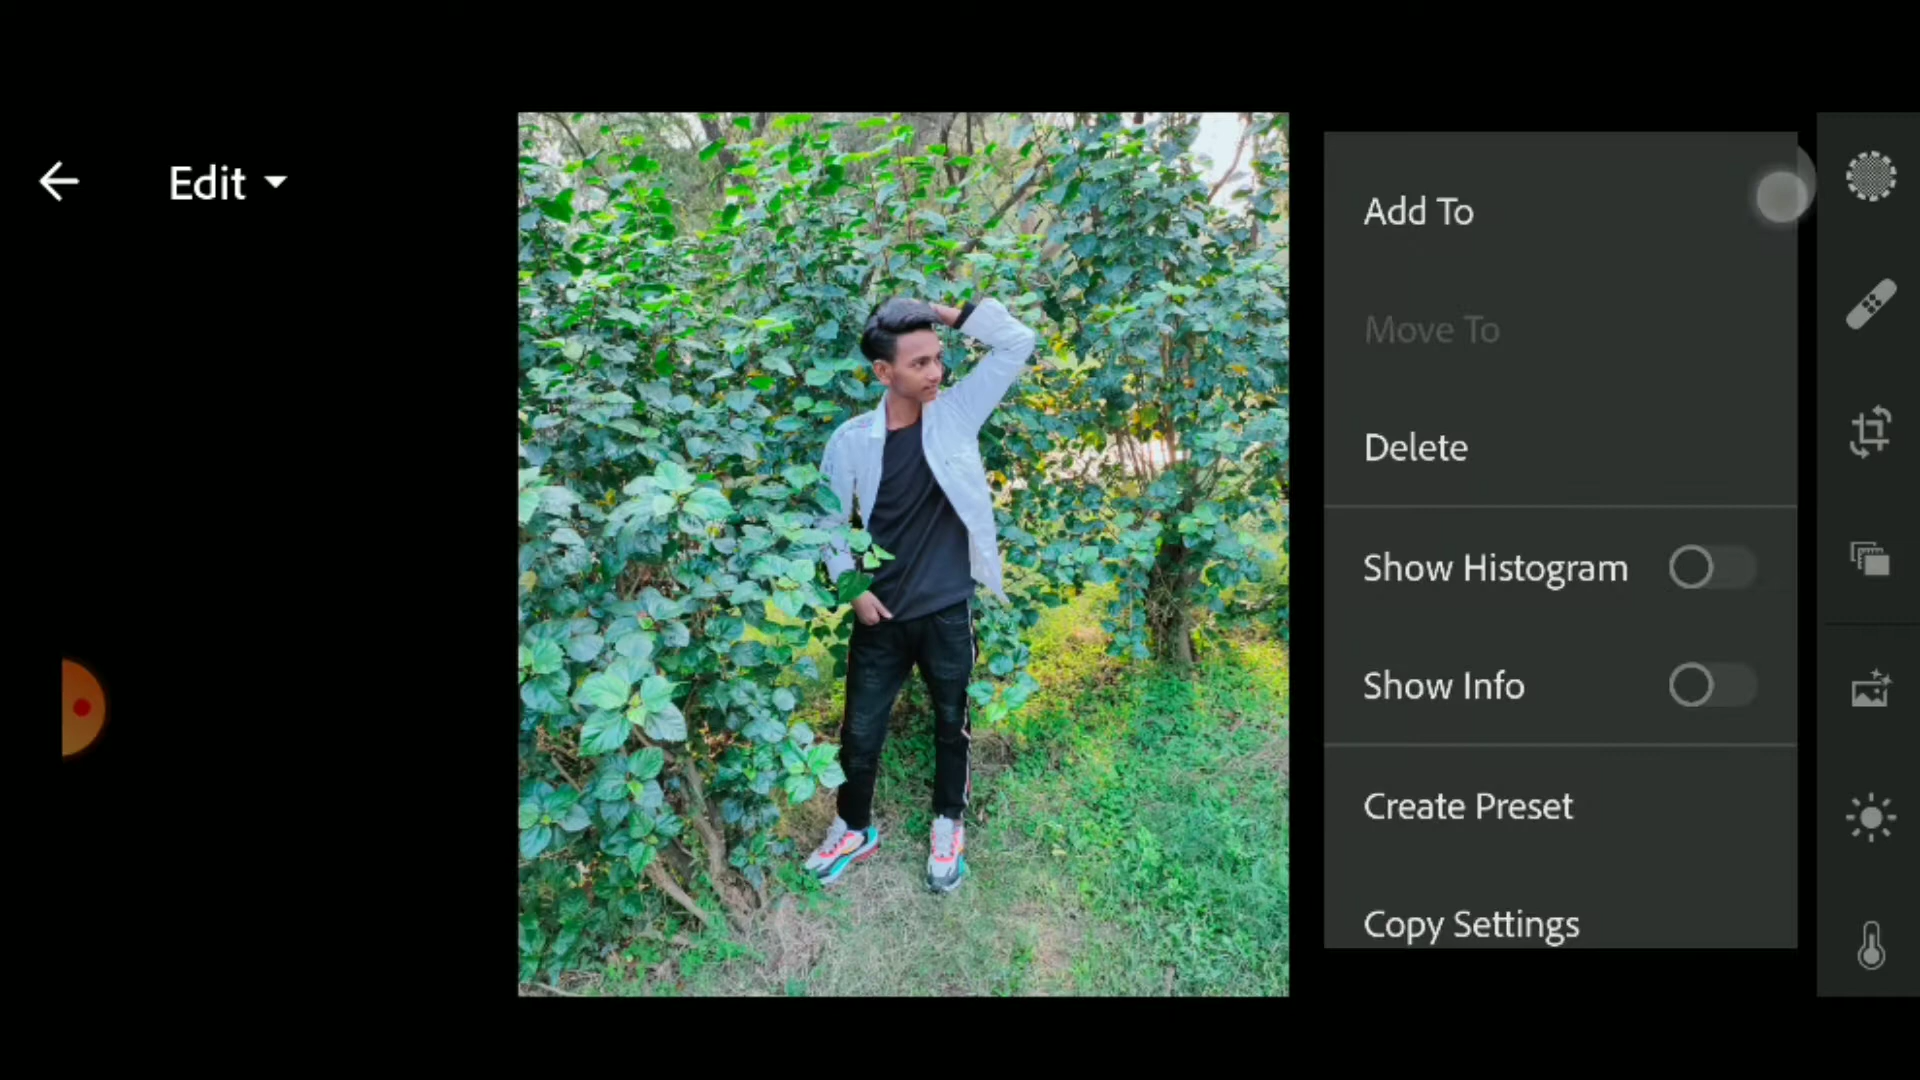 Edit
Add To
Move To
Delete
Show Histogram
Show Info
Create Preset
Copy Settings